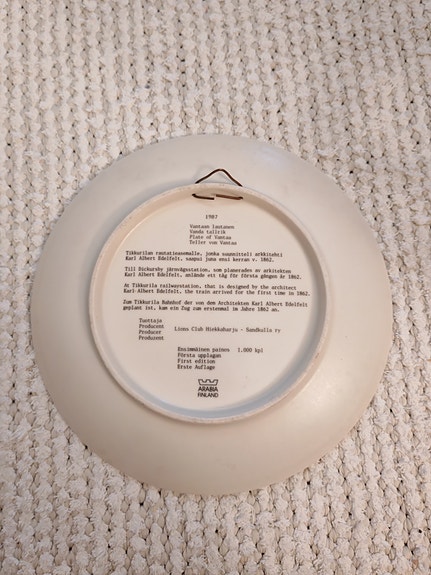 1987
Vantaan lautanen
Vanda tallrik
Plate of Vantaa
Teller von Vantaa
Tikkurilan rautatieasemalle, jonka suunnitteli arkkitehti
Karl Albert Edelfelt, saapui juna ensi kerran v. 1862.
Till Dickursby järnvägsstation, som planerades av arkitekten
Karl Albert Edelfelt, anlände ett tåg för första gången år 1862.
At Tikkurila railwaystation, that is designed by the architect
Karl Albert Edelfelt, the train arrived for the first time in 1862.
Zum Tikkurila Bahnhof der von dem Architekten Karl Albert Edelfelt
geplant ist, kam ein Zug zum erstenmal im Jahre 1862 an.
Tuottaja
Producent
Producer Lions Club Hiekkaharju - Sandkulla ry
Produzent
Ensimmäinen painos 1.000 kpl
Första upplagan
First edition
Erste Auflage
ARABIA
FINLAND